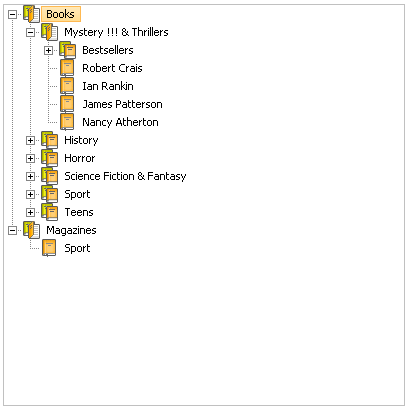 Books
Mystery !!! & Thrillers
Bestsellers
Robert Crais
Ian Rankin
James Patterson
Nancy Atherton
History
Horror
Science Fiction & Fantasy
Sport
Teens
Magazines
Sport